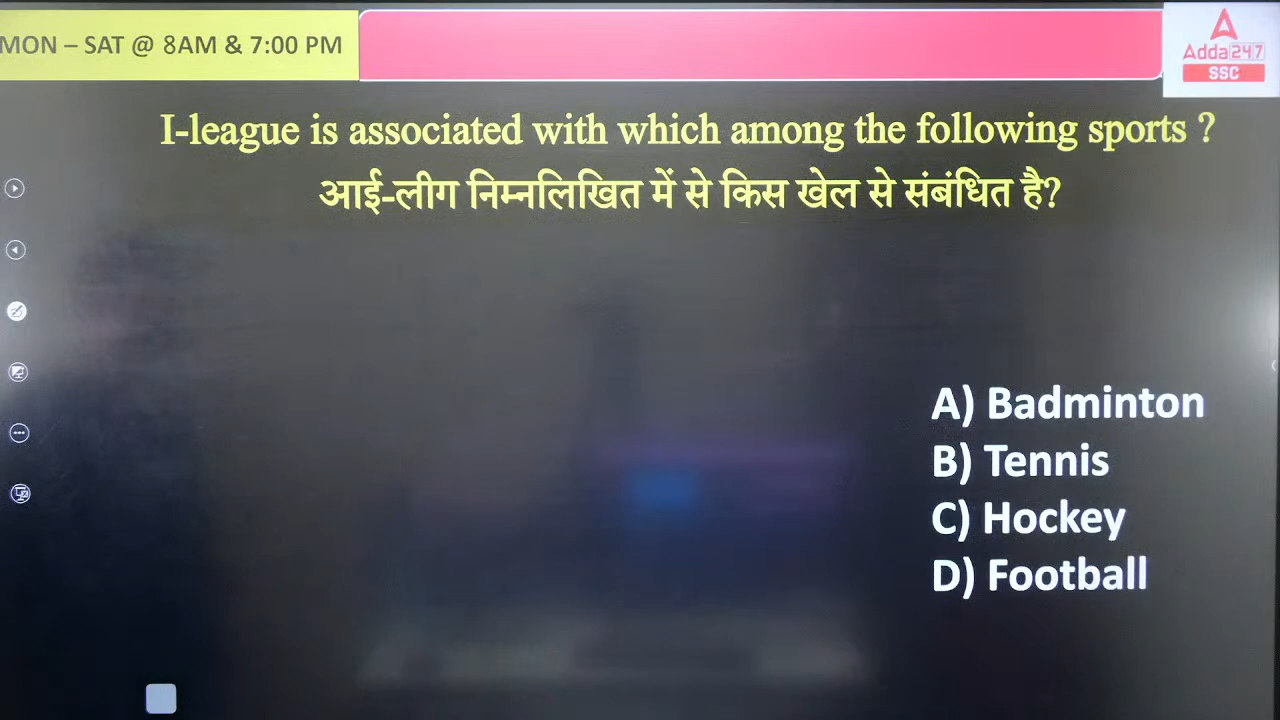 MON – SAT @ 8AM & 7:00 PM
Adda247
SSC
I-league is associated with which among the following sports ?
आई-लीग निम्नलिखित में से किस खेल से संबंधित है?
A) Badminton
B) Tennis
C) Hockey
D) Football